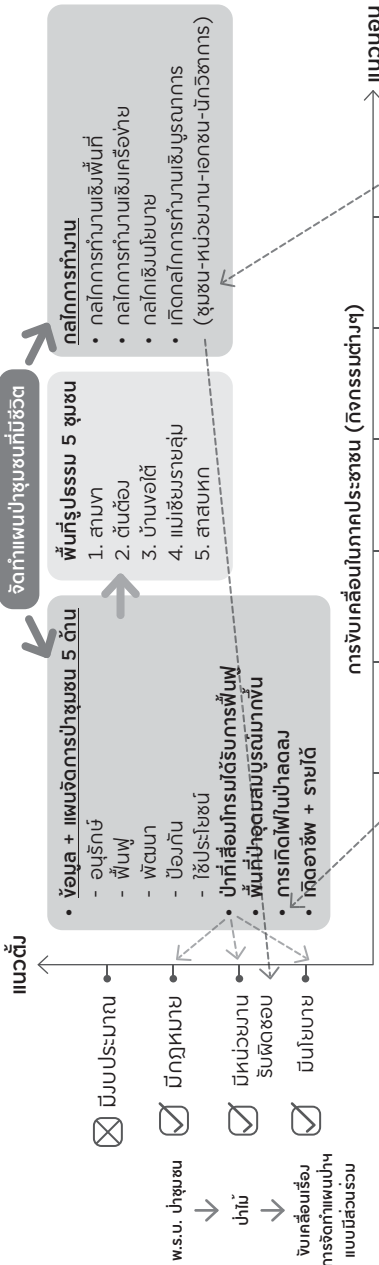 จัดทำแผนป่าชุมชนที่มีชีวิต
แนวตั้ง
• ข้อมูล + แผนจัดการป่าชุมชน 5 ด้าน
- อนุรักษ์
- ฟื้นฟู
- พัฒนา
- ป้องกัน
- ใช้ประโยชน์
• ป่าที่เสื่อมโทรมได้รับการฟื้นฟู
• พื้นที่ป่าอุดมสมบูรณ์มากขึ้น
• การเกิดไฟในป่าลดลง
• เกิดอาชีพ + รายได้
พื้นที่รูปธรรม 5 ชุมชน
1. สามขา
2. ต้นต้อง
3. บ้านขอใต้
4. แม่เชียงรายลุ่ม
5. สาสบหก
กลไกการทำงาน
• กลไกการทำงานเชิงพื้นที่
• กลไกการทำงานเชิงเครือข่าย
• กลไกเชิงนโยบาย
• เกิดกลไกการทำงานเชิงบูรณาการ
(ชุมชน-หน่วยงาน-เอกชน-นักวิชาการ)
มีงบประมาณ
มีกฎหมาย
มีหน่วยงาน
รับผิดชอบ
มีนโยบาย
พ.ร.บ. ป่าชุมชน
ป่าไม้
ขับเคลื่อนเรื่อง
การจัดทำแผนป่าฯ
แบบมีส่วนร่วม
การขับเคลื่อนในภาคประชาชน (กิจกรรมต่างๆ)